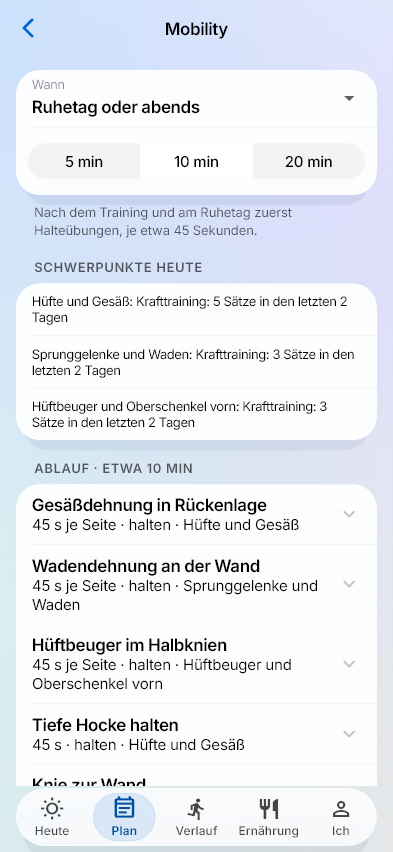 Mobility
Wann
Ruhetag oder abends
5 min
10 min
20 min
Nach dem Training und am Ruhetag zuerst
Halteübungen, je etwa 45 Sekunden.
SCHWERPUNKTE HEUTE
Hüfte und Gesäß: Krafttraining: 5 Sätze in den letzten 2
Tagen
Sprunggelenke und Waden: Krafttraining: 3 Sätze in den
letzten 2 Tagen
Hüftbeuger und Oberschenkel vorn: Krafttraining: 3
Sätze in den letzten 2 Tagen
ABLAUF · ETWA 10 MIN
Gesäßdehnung in Rückenlage
45 s je Seite · halten · Hüfte und Gesäß
Wadendehnung an der Wand
45 s je Seite · halten · Sprunggelenke und
Waden
Hüftbeuger im Halbknien
45 s je Seite · halten · Hüftbeuger und
Oberschenkel vorn
Tiefe Hocke halten
45 s · halten · Hüfte und Gesäß
Knie zur Wand
Heute
Plan
Verlauf
Ernährung
Ich